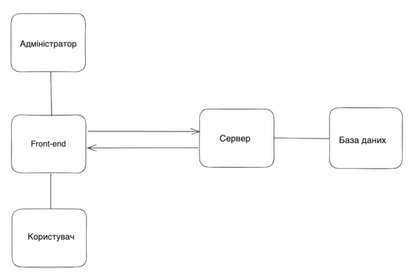 Адміністратор
Front-end
Сервер
База даних
Користувач